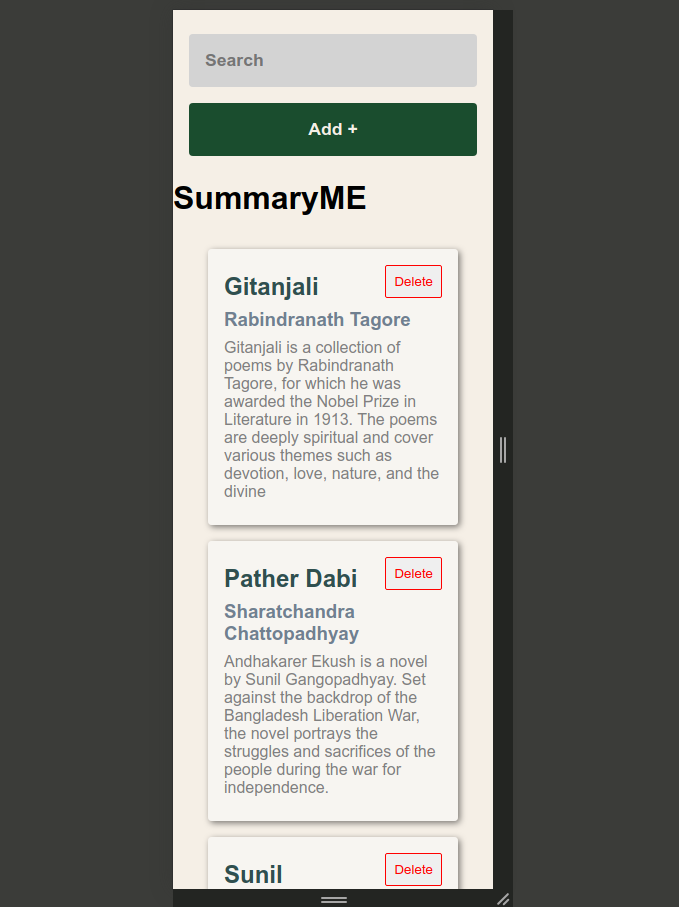 Search
Add +
SummaryME
Gitanjali
Delete
Rabindranath Tagore
Gitanjali is a collection of
poems by Rabindranath
Tagore, for which he was
awarded the Nobel Prize in
Literature in 1913. The poems
are deeply spiritual and cover
various themes such as
devotion, love, nature, and the
divine
Pather Dabi
Delete
Sharatchandra
Chattopadhyay
Andhakarer Ekush is a novel
by Sunil Gangopadhyay. Set
against the backdrop of the
Bangladesh Liberation War,
the novel portrays the
struggles and sacrifices of the
people during the war for
independence.
Sunil
Delete